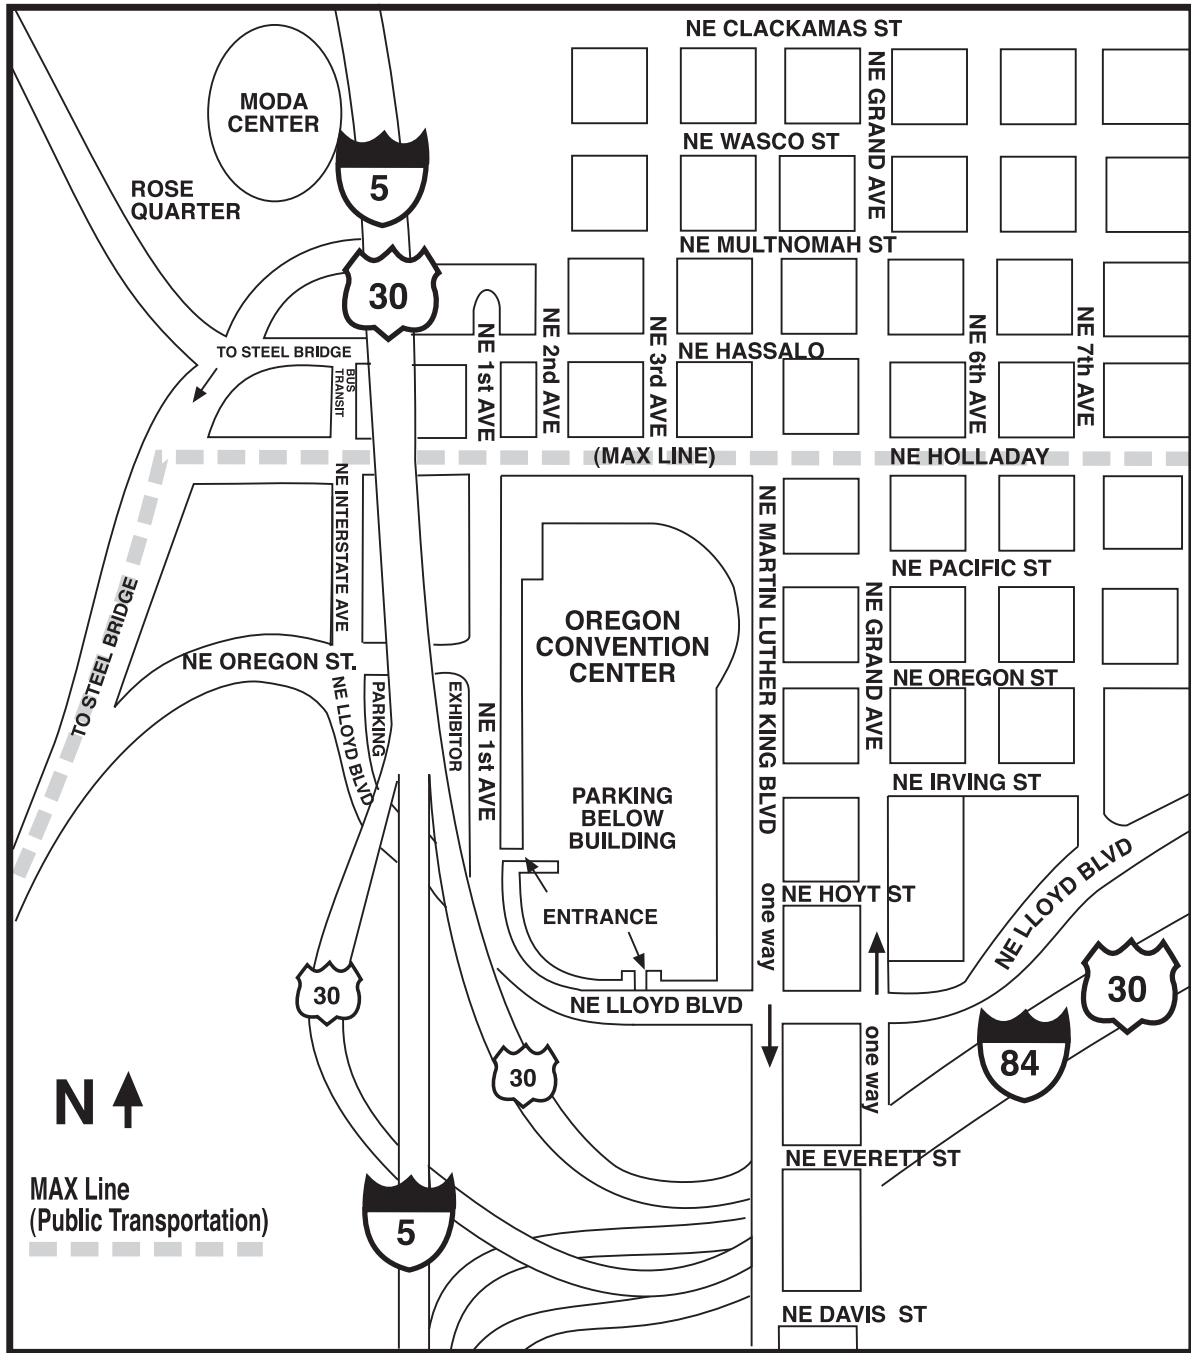 NE CLACKAMAS ST
MODA
CENTER
NE GRAND AVE
NE WASCO ST
5
ROSE
QUARTER
NE MULTNOMAH ST
30
NE 1st AVE
NE 2nd AVE
NE 3rd AVE
NE 6th AVE
NE 7th AVE
TO STEEL BRIDGE
NE HASSALO
BUS
TRANSIT
(MAX LINE)
NE HOLLADAY
NE INTERSTATE AVE
NE MARTIN LUTHER KING BLVD
NE PACIFIC ST
TO STEEL BRIDGE
OREGON
CONVENTION
CENTER
NE GRAND AVE
NE OREGON ST.
NE OREGON ST
NE LLOYD BLVD
PARKING
EXHIBITOR
NE 1st AVE
NE IRVING ST
PARKING
BELOW
BUILDING
NE LLOYD BLVD
one way
NE HOYT ST
ENTRANCE
30
NE LLOYD BLVD
30
84
30
one way
N
NE EVERETT ST
MAX Line
(Public Transportation)
5
NE DAVIS ST